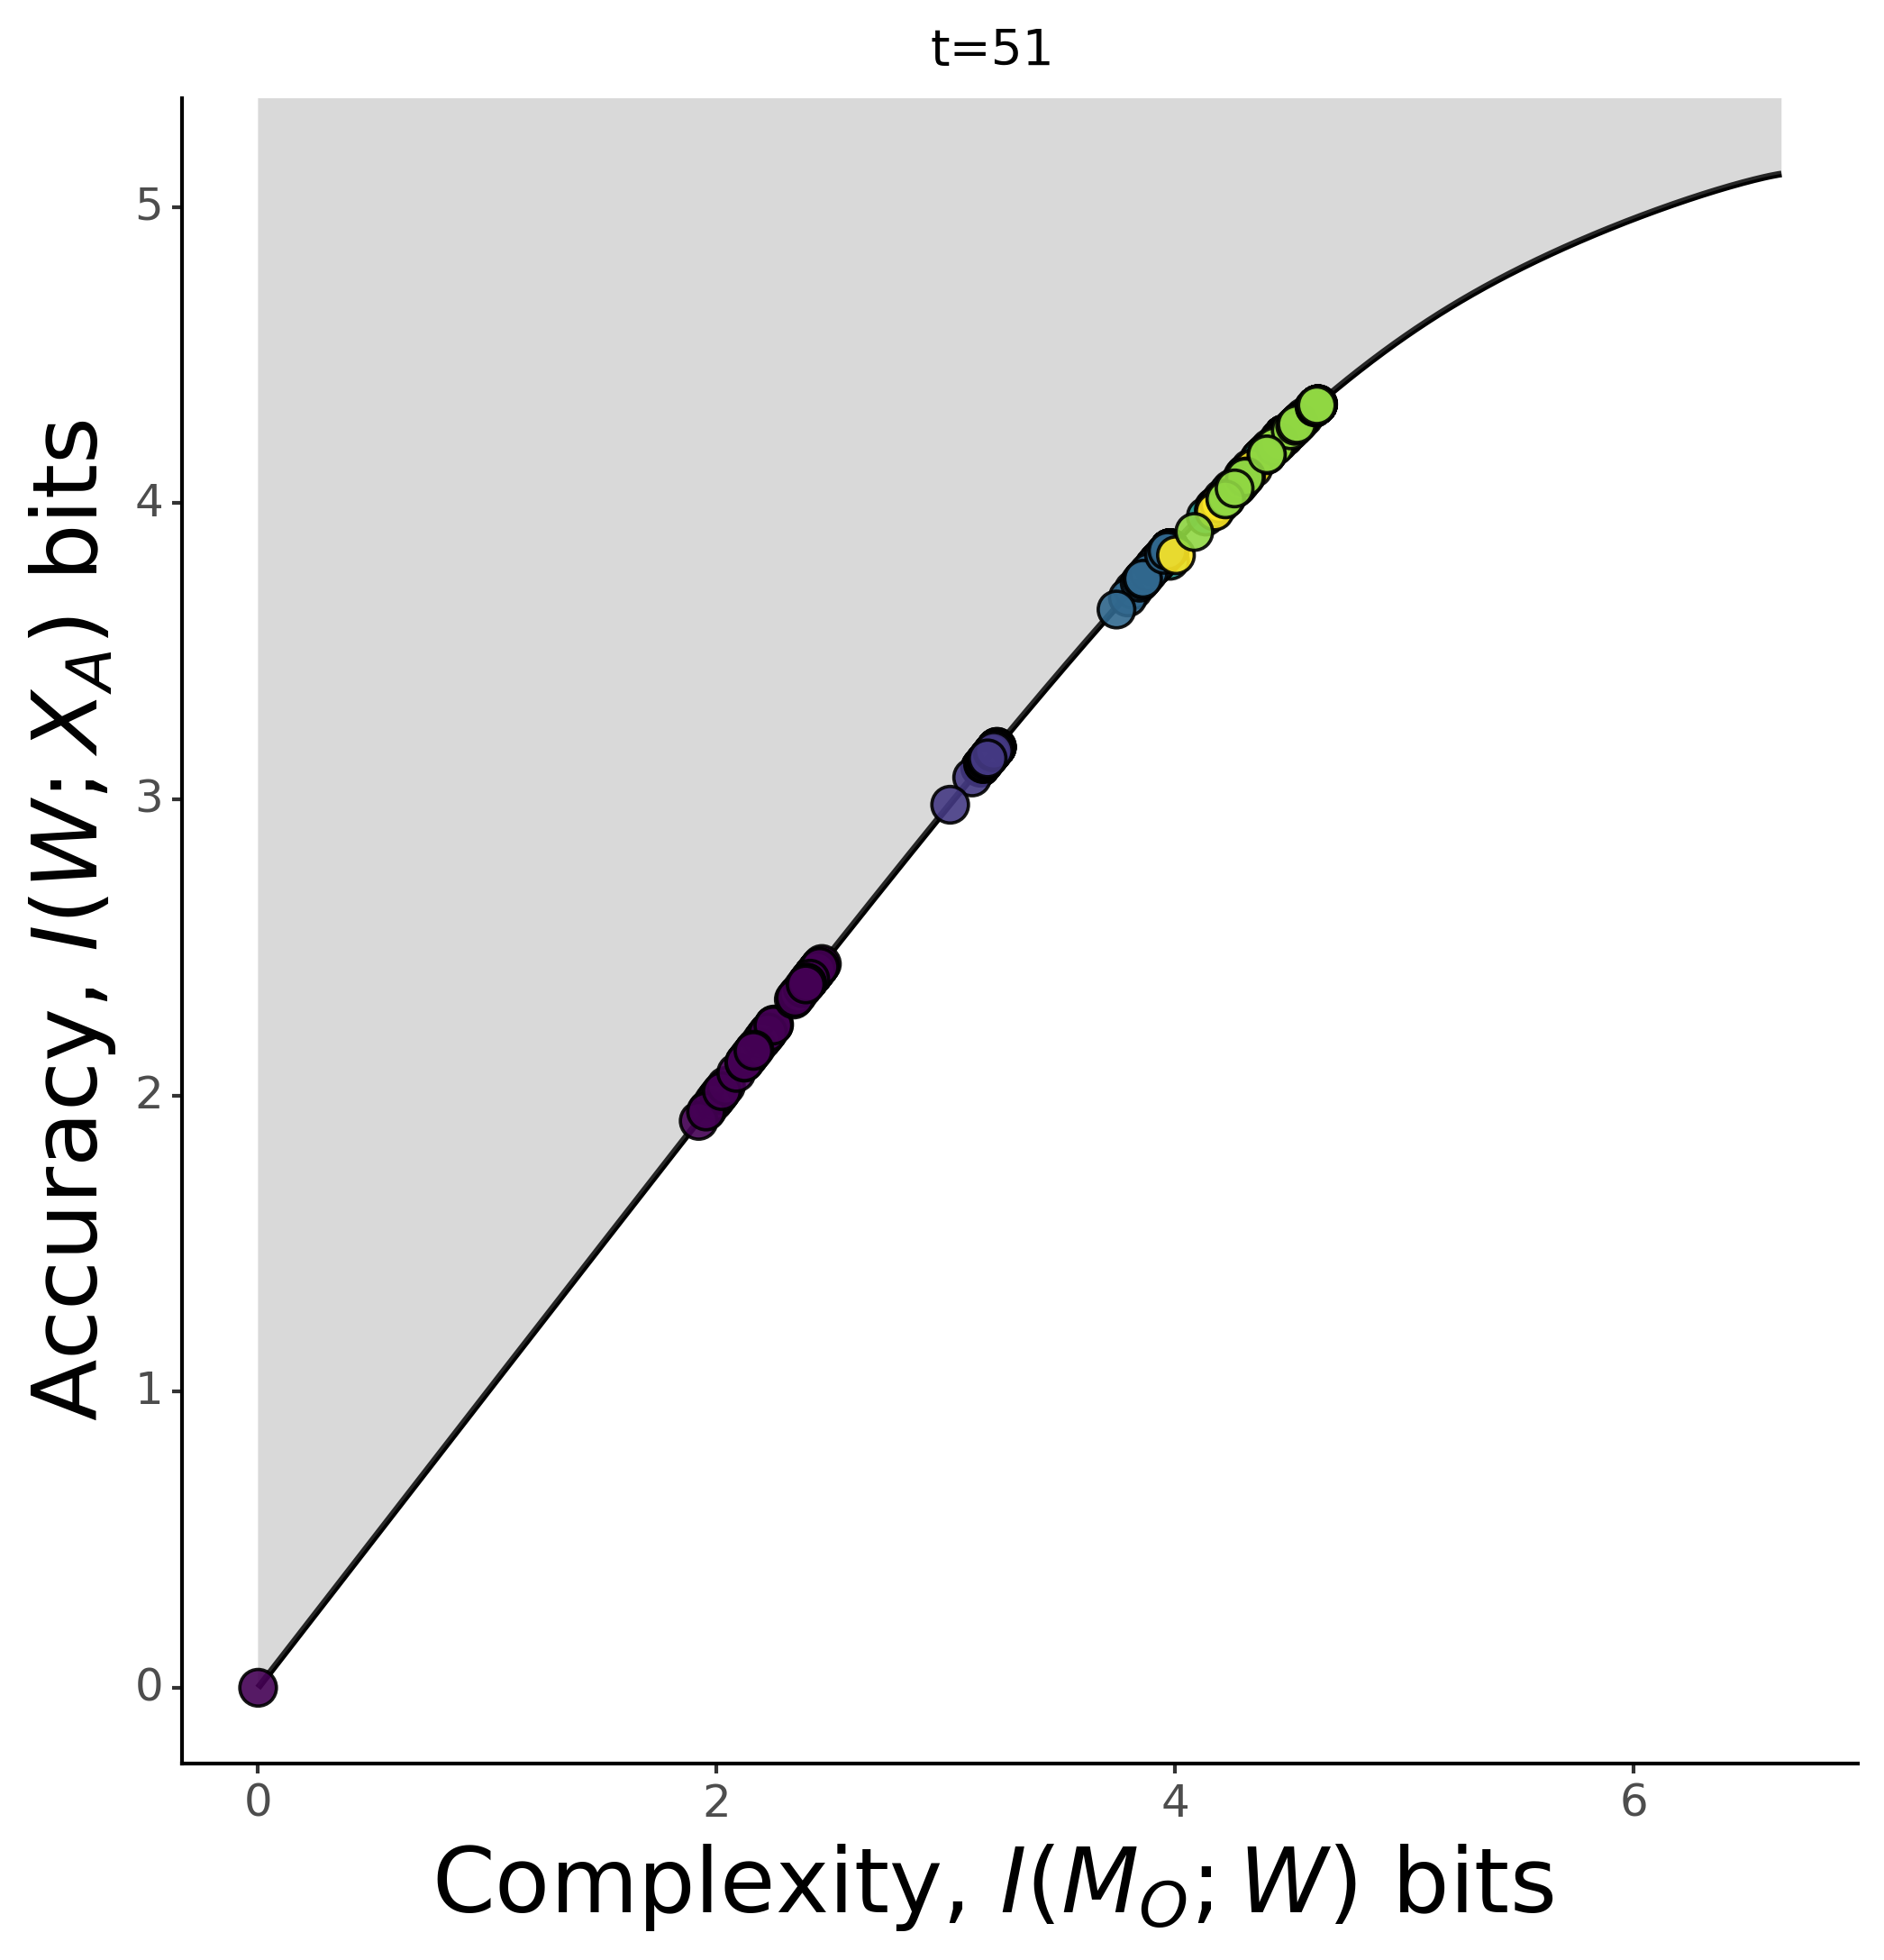 t=51
5
4
3
2
1
0
Accuracy, I(W; X_A) bits
0 2 4 6
Complexity, I(M_O; W) bits